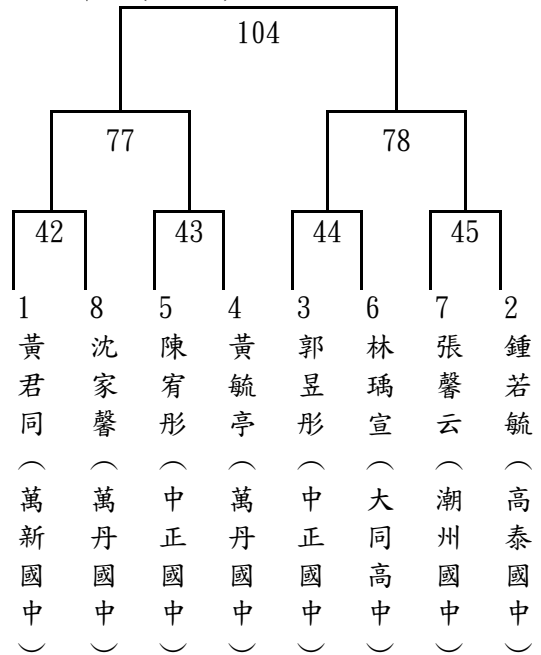 104
77 78
42 43 44 45
1 8 5 4 3 6 7 2
黃君同（萬新國中）
沈家馨（萬丹國中）
陳宥彤（中正國中）
黃毓亭（萬丹國中）
郭昱彤（中正國中）
林瑀宣（大同高中）
張馨云（潮州國中）
鍾若毓（高泰國中）